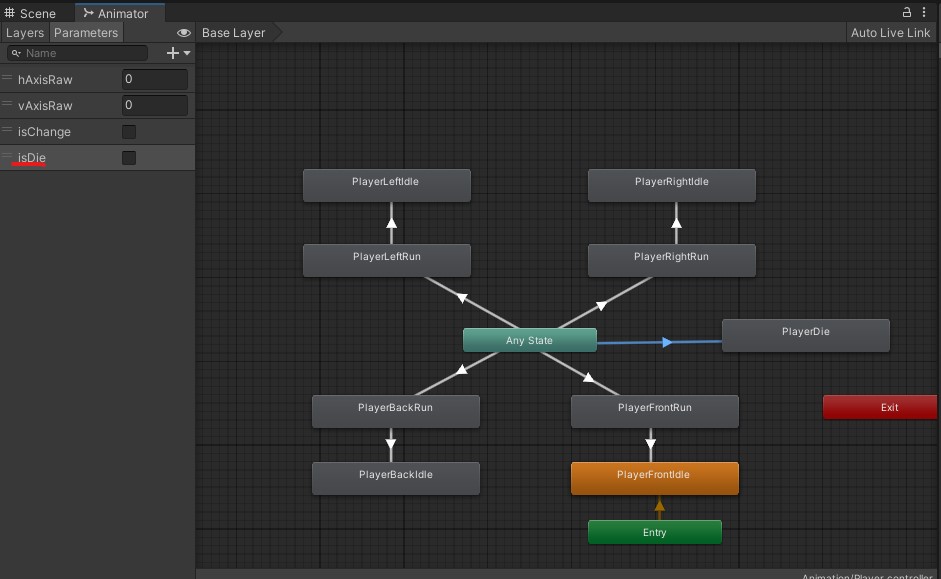 Scene Animator
Layers Parameters Base Layer Auto Live Link
Name
hAxisRaw 0
vAxisRaw 0
isChange
isDie
PlayerLeftIdle PlayerRightIdle
PlayerLeftRun PlayerRightRun
PlayerDie
Any State
PlayerBackRun PlayerFrontRun Exit
PlayerBackIdle PlayerFrontIdle
Entry
Animation/Player.controller